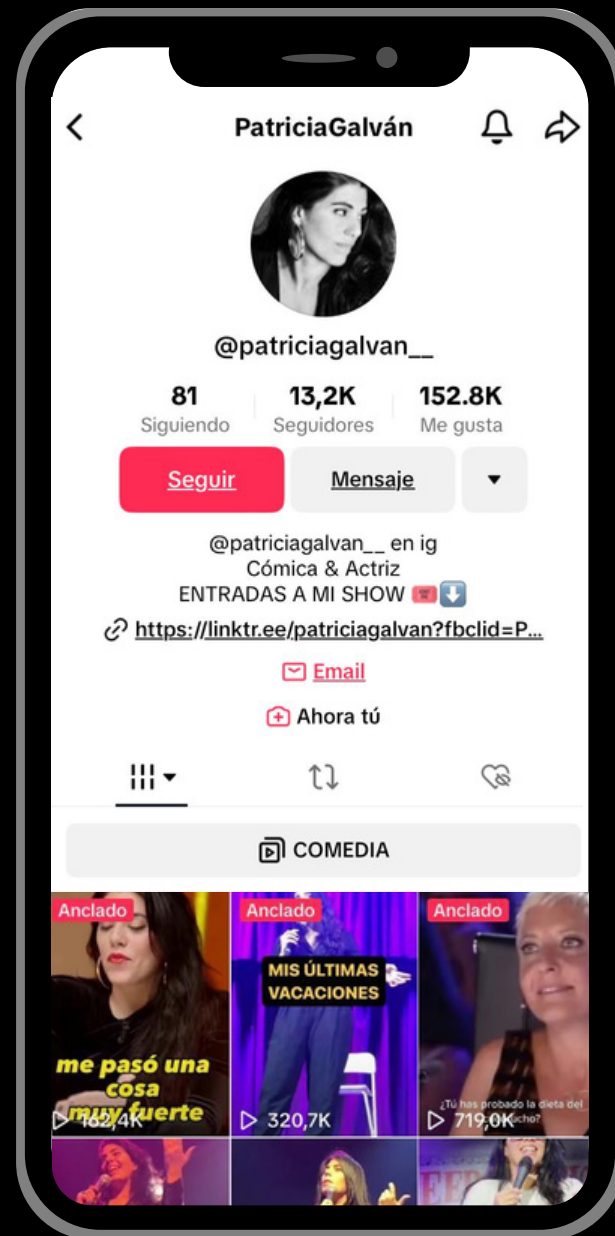 PatriciaGalván
@patriciagalvan__
81
13,2K
152.8K
Siguiendo
Seguidores
Me gusta
Seguir
Mensaje
@patriciagalvan__ en ig
Cómica & Actriz
ENTRADAS A MI SHOW
https://linktr.ee/patriciagalvan?fbclid=P...
Email
Ahora tú
COMEDIA
Anclado
Anclado
Anclado
MIS ÚLTIMAS
VACACIONES
me pasó una
cosa
muy fuerte
¿Tú has probado la dieta del
162,4K
320,7K
719,0K